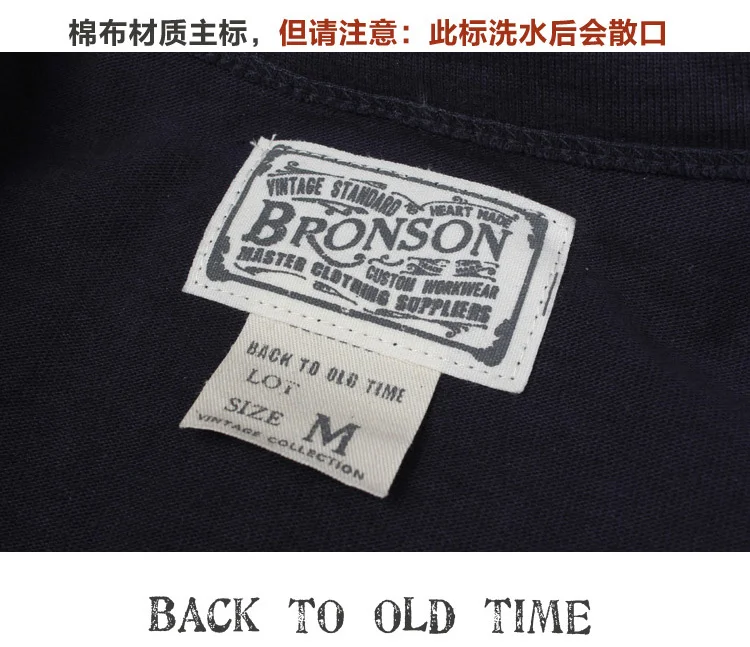 棉布材质主标，但请注意：此标洗水后会散口
VINTAGE STANDARD
HEART MADE
BRONSON
CUSTOM WORKWEAR
MASTER CLOTHING SUPPLIERS
BACK TO OLD TIME
LOT
SIZE M
VINTAGE COLLECTION
BACK TO OLD TIME